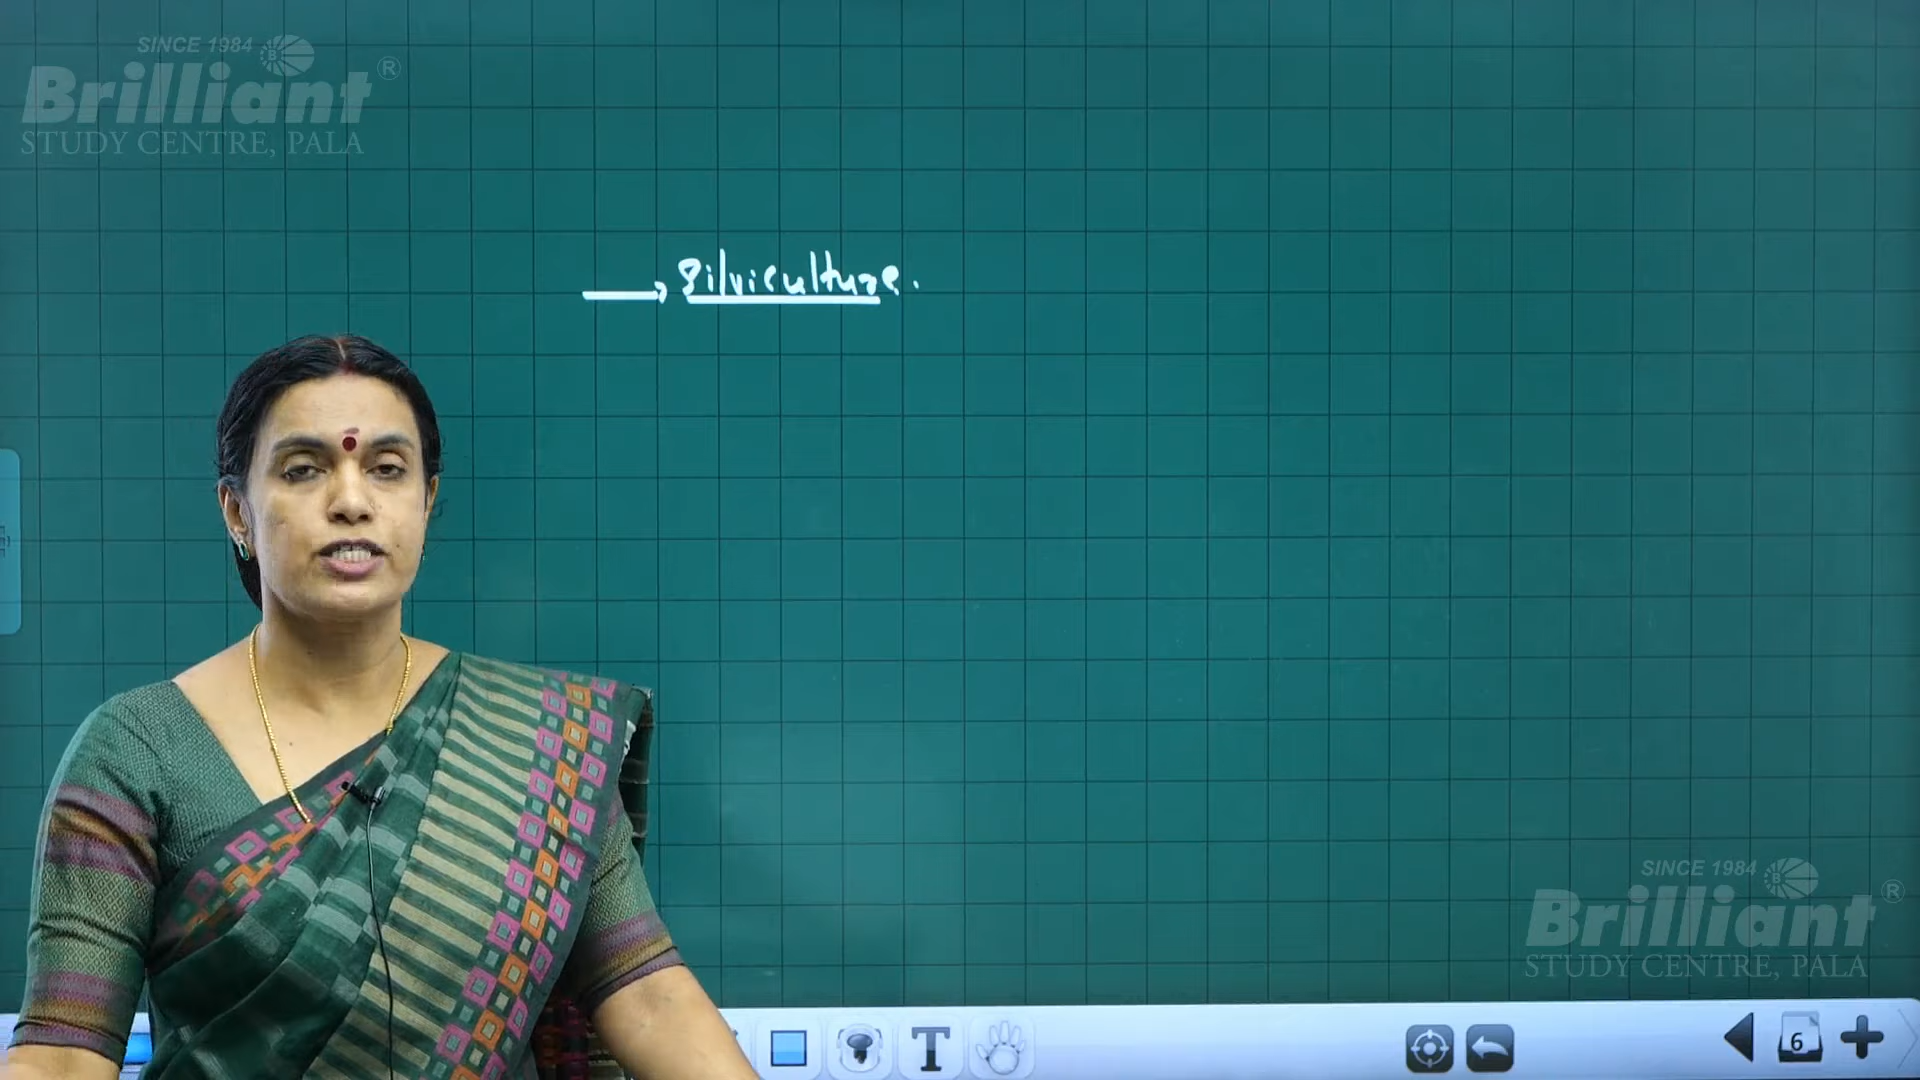 SINCE 1984
Brilliant®
STUDY CENTRE, PALA
Silviculture.
SINCE 1984
Brilliant®
STUDY CENTRE, PALA
T
6